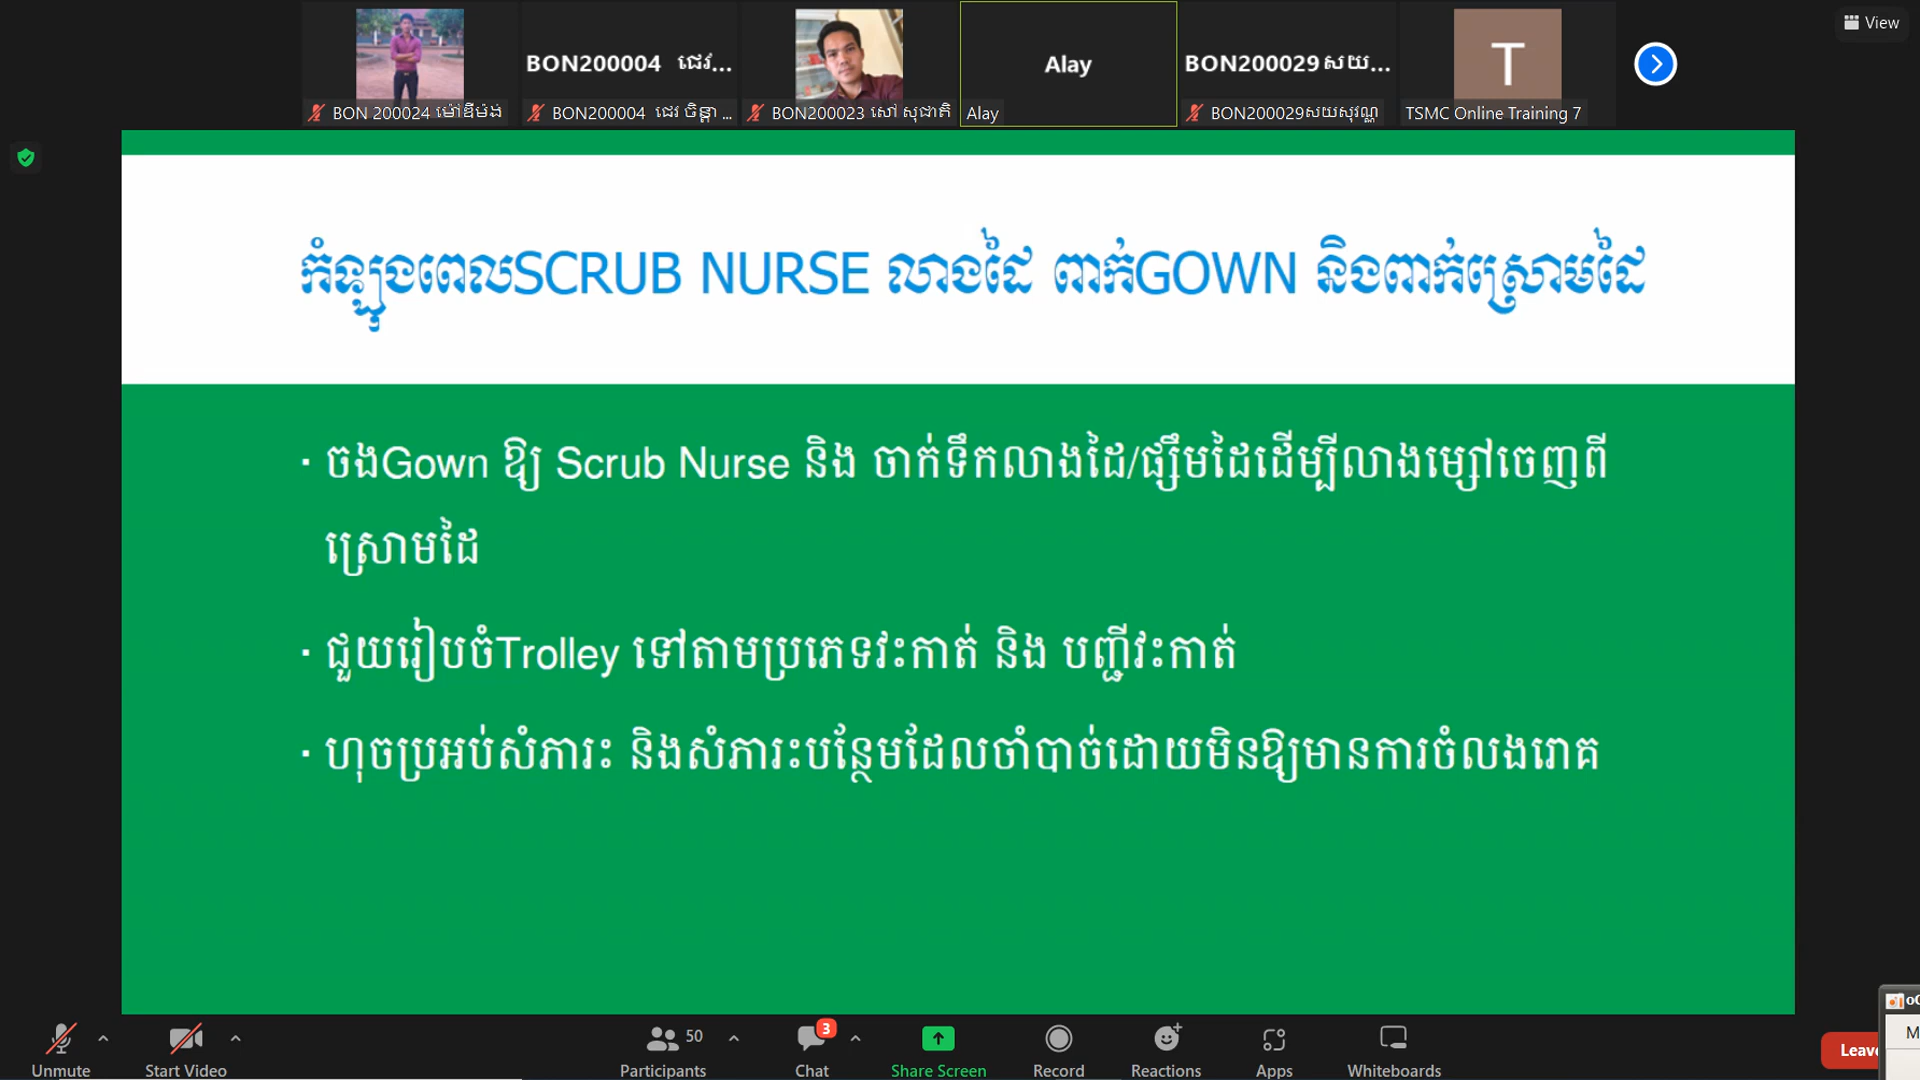 View
BON200004 ជេវ... Alay BON200029សយ... T
BON 200024 ម៉ៅឌីម៉ង់ BON200004 ជេវ ចិន្តា ... BON200023 សៅ សុជាតិ Alay BON200029សយសុវណ្ណ TSMC Online Training 7
កំឡុងពេលSCRUB NURSE លាងដៃ ពាក់GOWN និងពាក់ស្រោមដៃ
· ចងGown ឱ្យ Scrub Nurse និង ចាក់ទឹកលាងដៃ/ផ្សើមដៃដើម្បីលាងម្សៅចេញពី
ស្រោមដៃ
· ជួយរៀបចំTrolley ទៅតាមប្រភេទវះកាត់ និង បញ្ជីវះកាត់
· ហុចប្រអប់សំភារៈ និងសំភារៈបន្ថែមដែលចាំបាច់ដោយមិនឱ្យមានការចំលងរោគ
50 3
Unmute Start Video Participants Chat Share Screen Record Reactions Apps Whiteboards